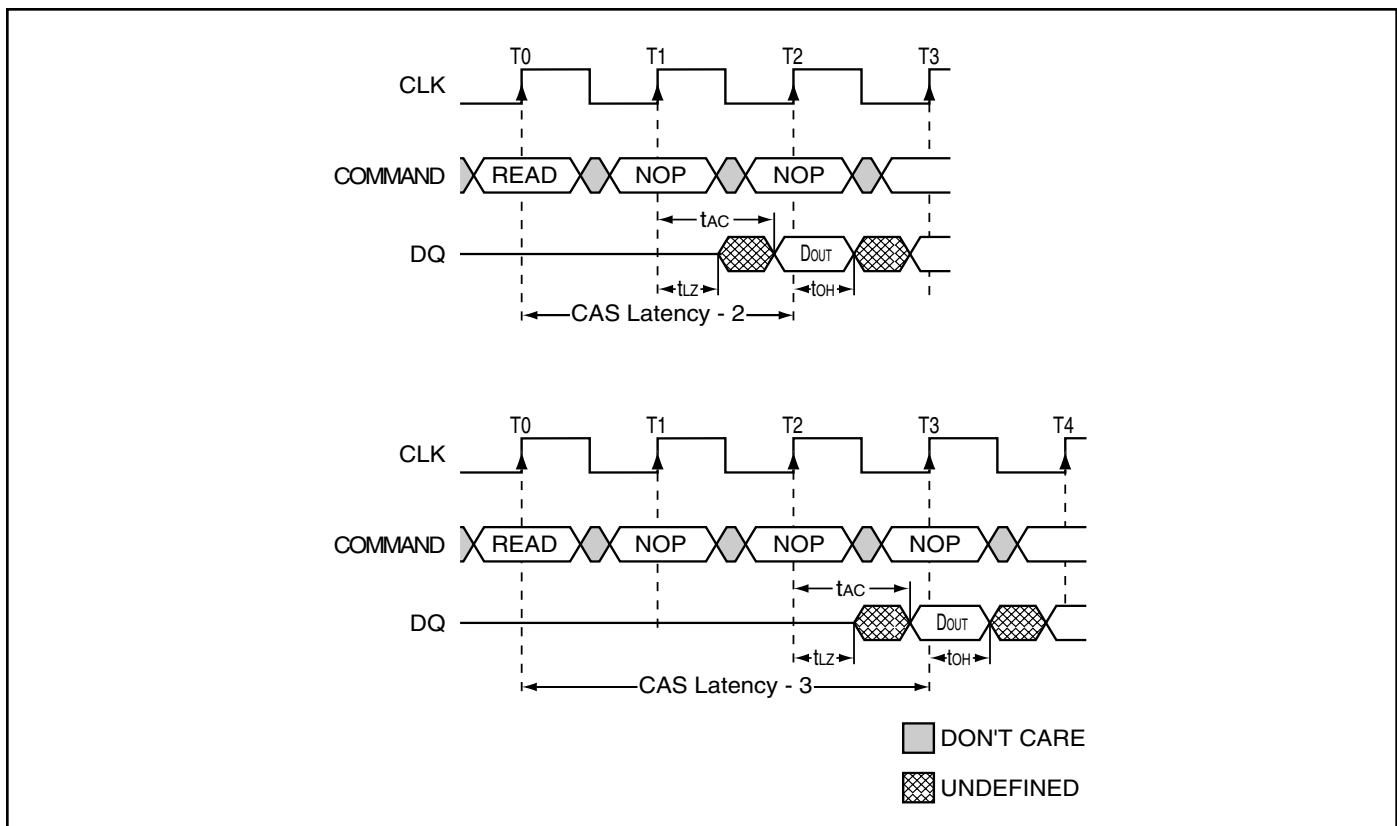 T0 T1 T2 T3
CLK
COMMAND READ NOP NOP
tAC
DQ DOUT
tLZ tOH
CAS Latency - 2
T0 T1 T2 T3 T4
CLK
COMMAND READ NOP NOP NOP
tAC
DQ DOUT
tLZ tOH
CAS Latency - 3
DON'T CARE
UNDEFINED